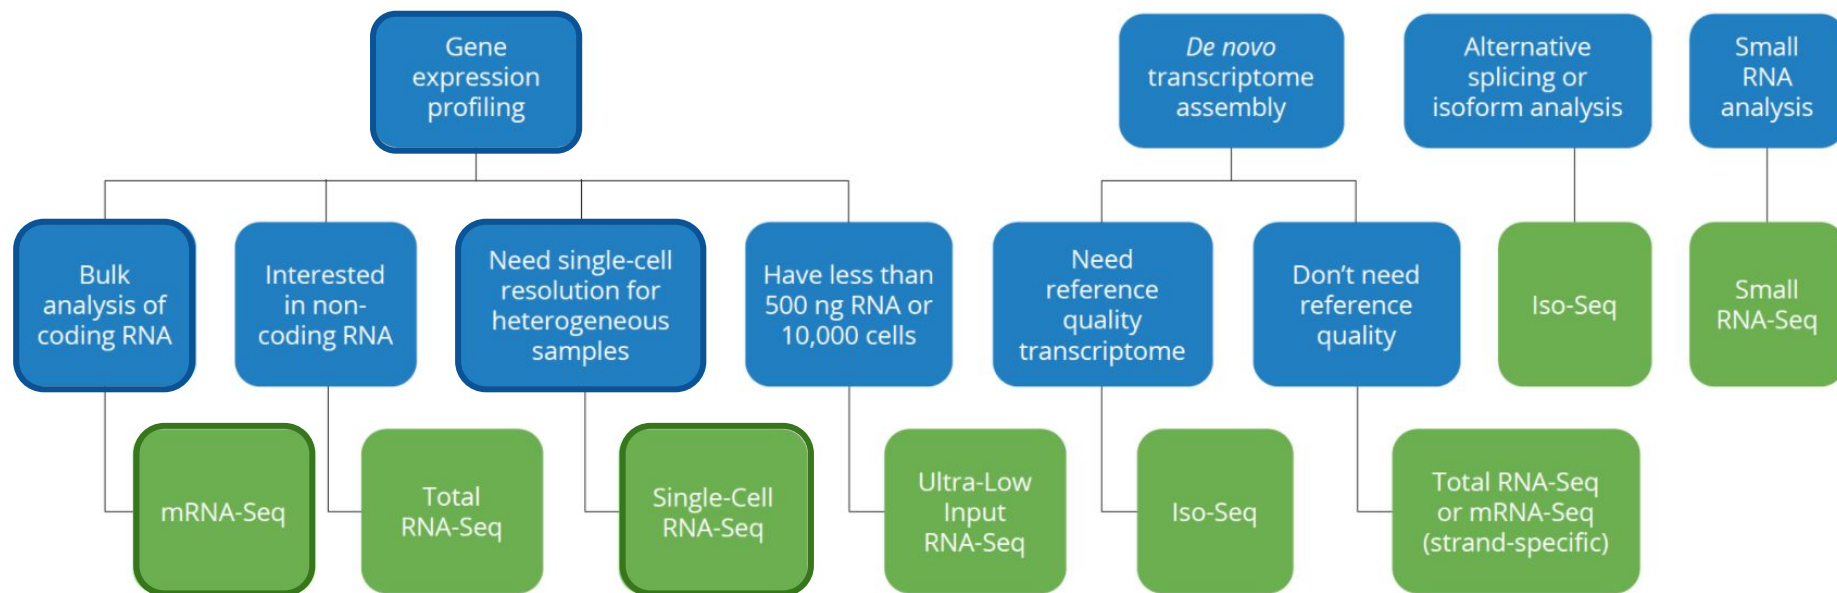 Gene
expression
profiling
De novo
transcriptome
assembly
Alternative
splicing or
isoform analysis
Small
RNA
analysis
Bulk
analysis of
coding RNA
Interested
in non-
coding RNA
Need single-cell
resolution for
heterogeneous
samples
Have less than
500 ng RNA or
10,000 cells
Need
reference
quality
transcriptome
Don’t need
reference
quality
Iso-Seq
Small
RNA-Seq
mRNA-Seq
Total
RNA-Seq
Single-Cell
RNA-Seq
Ultra-Low
Input
RNA-Seq
Iso-Seq
Total RNA-Seq
or mRNA-Seq
(strand-specific)